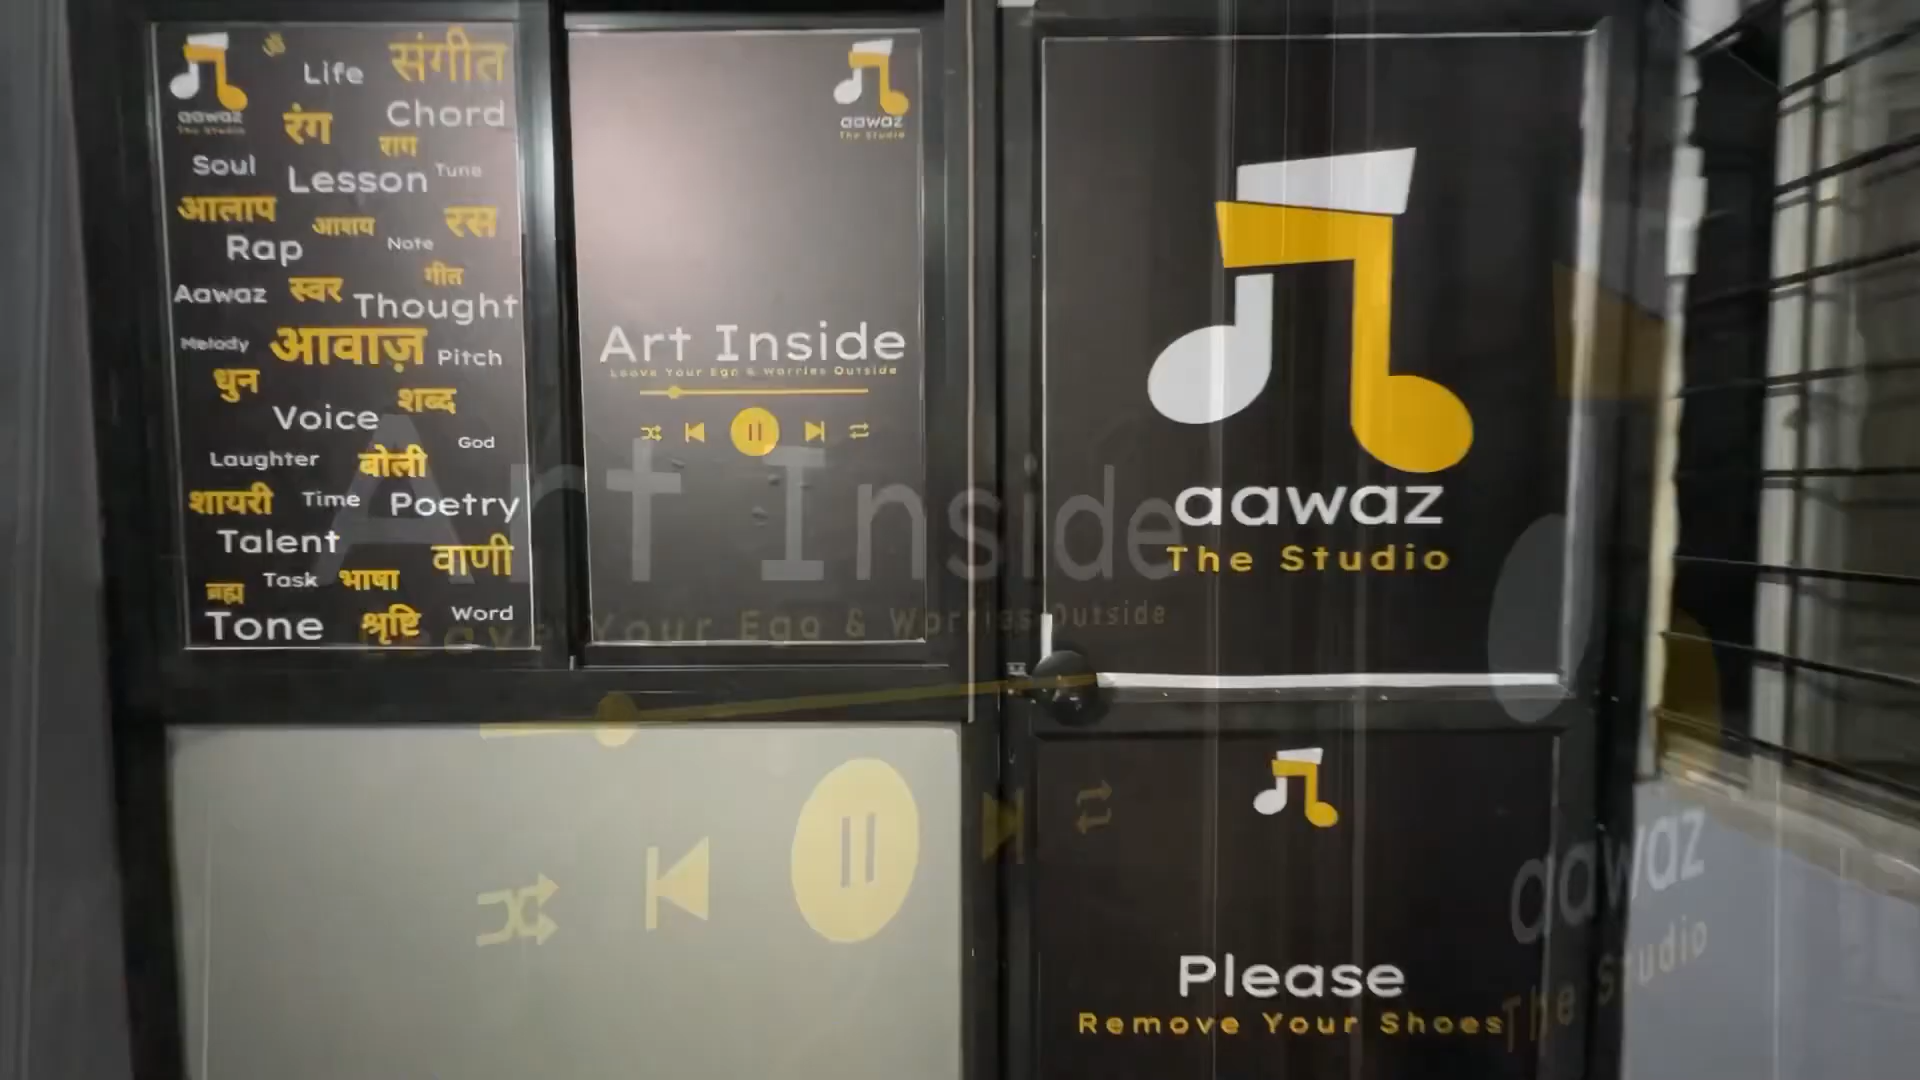 aawaz
The Studio
ॐ
Life
संगीत
Chord
रंग
राग
Soul
Lesson
Tune
आलाप
आशय
रस
Rap
Note
गीत
Aawaz
स्वर
Thought
Melody
आवाज़
Pitch
धुन
शब्द
Voice
God
Laughter
बोली
शायरी
Time
Poetry
Talent
वाणी
ब्रह्म
Task
भाषा
Tone
श्रृष्टि
Word
aawaz
The Studio
Art Inside
Leave Your Ego & Worries Outside
aawaz
The Studio
Please
Remove Your Shoes
Art Inside
Leave Your Ego & Worries Outside
aawaz
The Studio